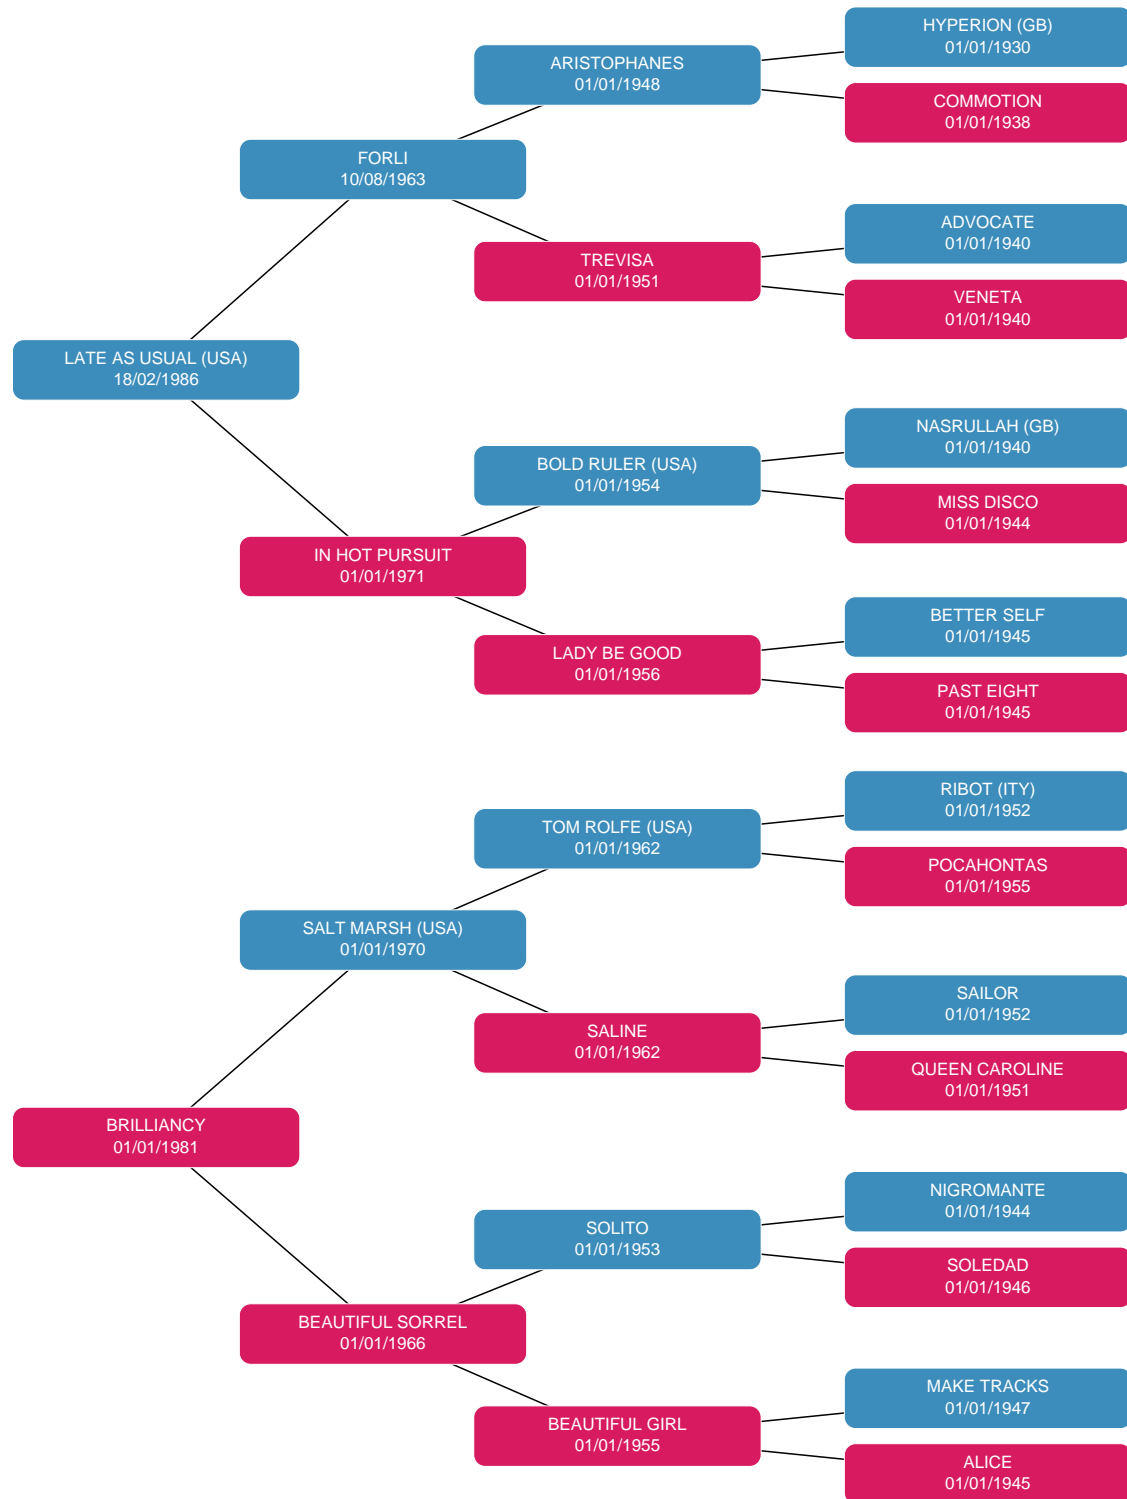 HYPERION (GB)
01/01/1930
ARISTOPHANES
01/01/1948
COMMOTION
01/01/1938
FORLI
10/08/1963
ADVOCATE
01/01/1940
TREVISA
01/01/1951
VENETA
01/01/1940
LATE AS USUAL (USA)
18/02/1986
NASRULLAH (GB)
01/01/1940
BOLD RULER (USA)
01/01/1954
MISS DISCO
01/01/1944
IN HOT PURSUIT
01/01/1971
BETTER SELF
01/01/1945
LADY BE GOOD
01/01/1956
PAST EIGHT
01/01/1945
RIBOT (ITY)
01/01/1952
TOM ROLFE (USA)
01/01/1962
POCAHONTAS
01/01/1955
SALT MARSH (USA)
01/01/1970
SAILOR
01/01/1952
SALINE
01/01/1962
QUEEN CAROLINE
01/01/1951
BRILLIANCY
01/01/1981
NIGROMANTE
01/01/1944
SOLITO
01/01/1953
SOLEDAD
01/01/1946
BEAUTIFUL SORREL
01/01/1966
MAKE TRACKS
01/01/1947
BEAUTIFUL GIRL
01/01/1955
ALICE
01/01/1945